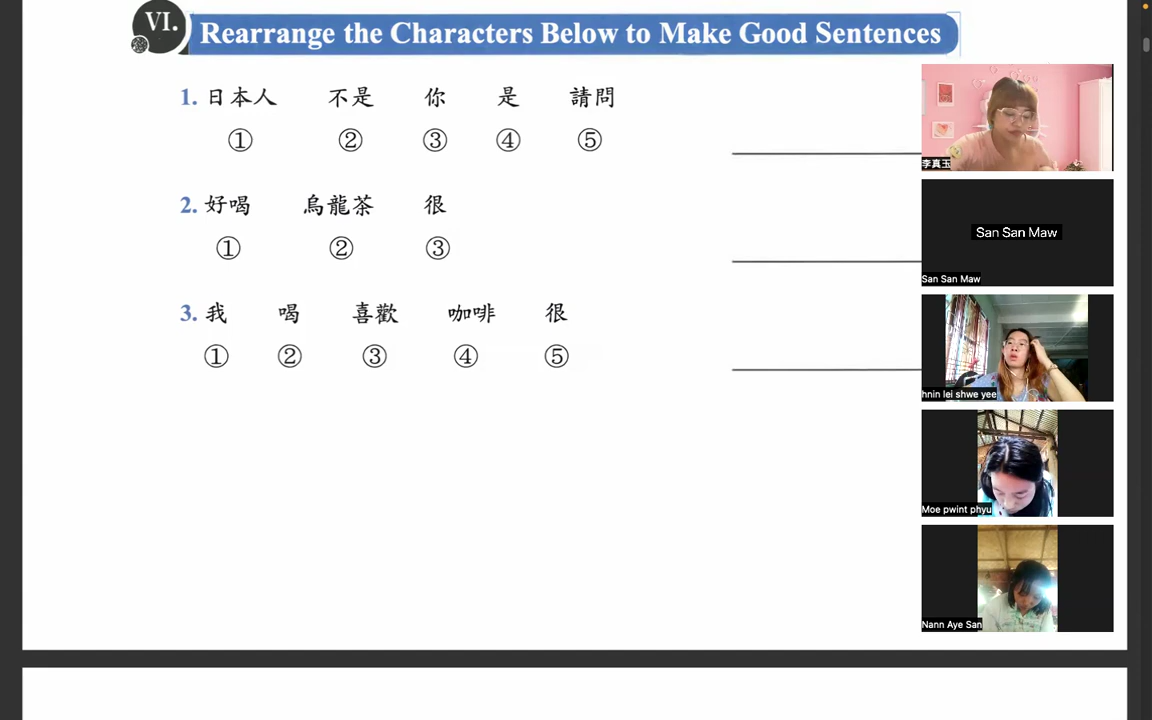 VI. Rearrange the Characters Below to Make Good Sentences
1. 日本人 不是 你 是 請問
① ② ③ ④ ⑤
2. 好喝 烏龍茶 很
① ② ③
3. 我 喝 喜歡 咖啡 很
① ② ③ ④ ⑤
李真玉
San San Maw
San San Maw
hnin lei shwe yee
Moe pwint phyu
Nann Aye San